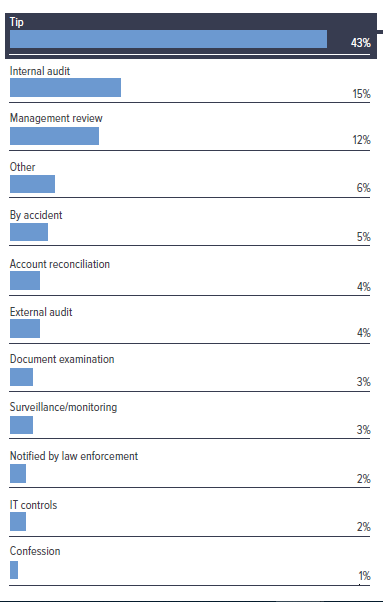 Tip
43%
Internal audit
15%
Management review
12%
Other
6%
By accident
5%
Account reconciliation
4%
External audit
4%
Document examination
3%
Surveillance/monitoring
3%
Notified by law enforcement
2%
IT controls
2%
Confession
1%